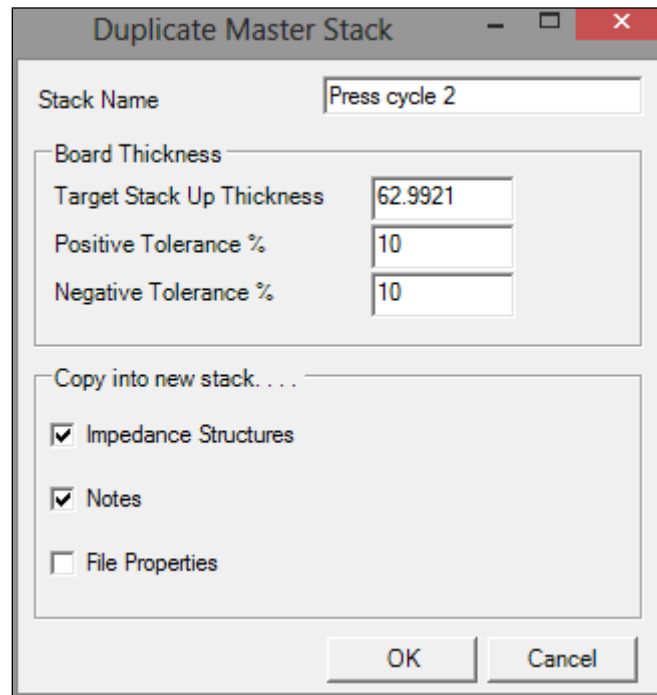 Duplicate Master Stack
Stack Name Press cycle 2
Board Thickness
Target Stack Up Thickness 62.9921
Positive Tolerance % 10
Negative Tolerance % 10
Copy into new stack. . . .
Impedance Structures
Notes
File Properties
OK Cancel